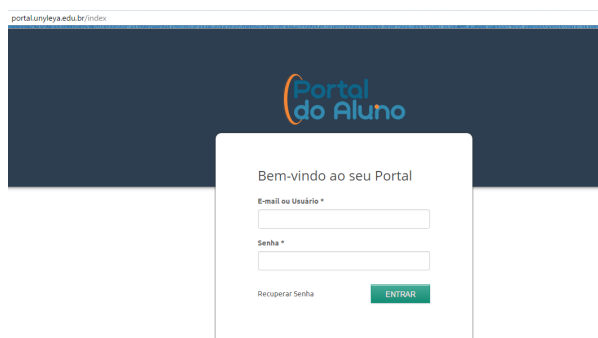 portal.unyleya.edu.br/index
Portal
do Aluno
Bem-vindo ao seu Portal
E-mail ou Usuário *
Senha *
Recuperar Senha
ENTRAR